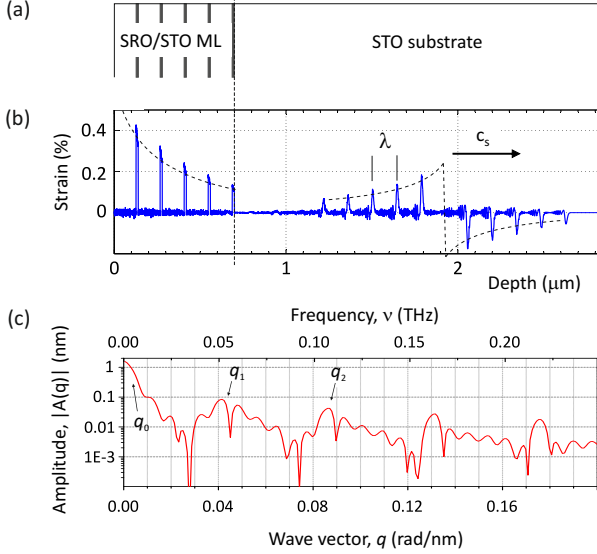 (a)
SRO/STO ML STO substrate
(b)
Strain (%)
0.4
0.2
0
λ
cₛ
0 1 2
Depth (μm)
(c)
Frequency, ν (THz)
0.00 0.05 0.10 0.15 0.20
Amplitude, |A(q)| (nm)
1
0.1
0.01
1E-3
q₀
q₁
q₂
0.00 0.04 0.08 0.12 0.16
Wave vector, q (rad/nm)